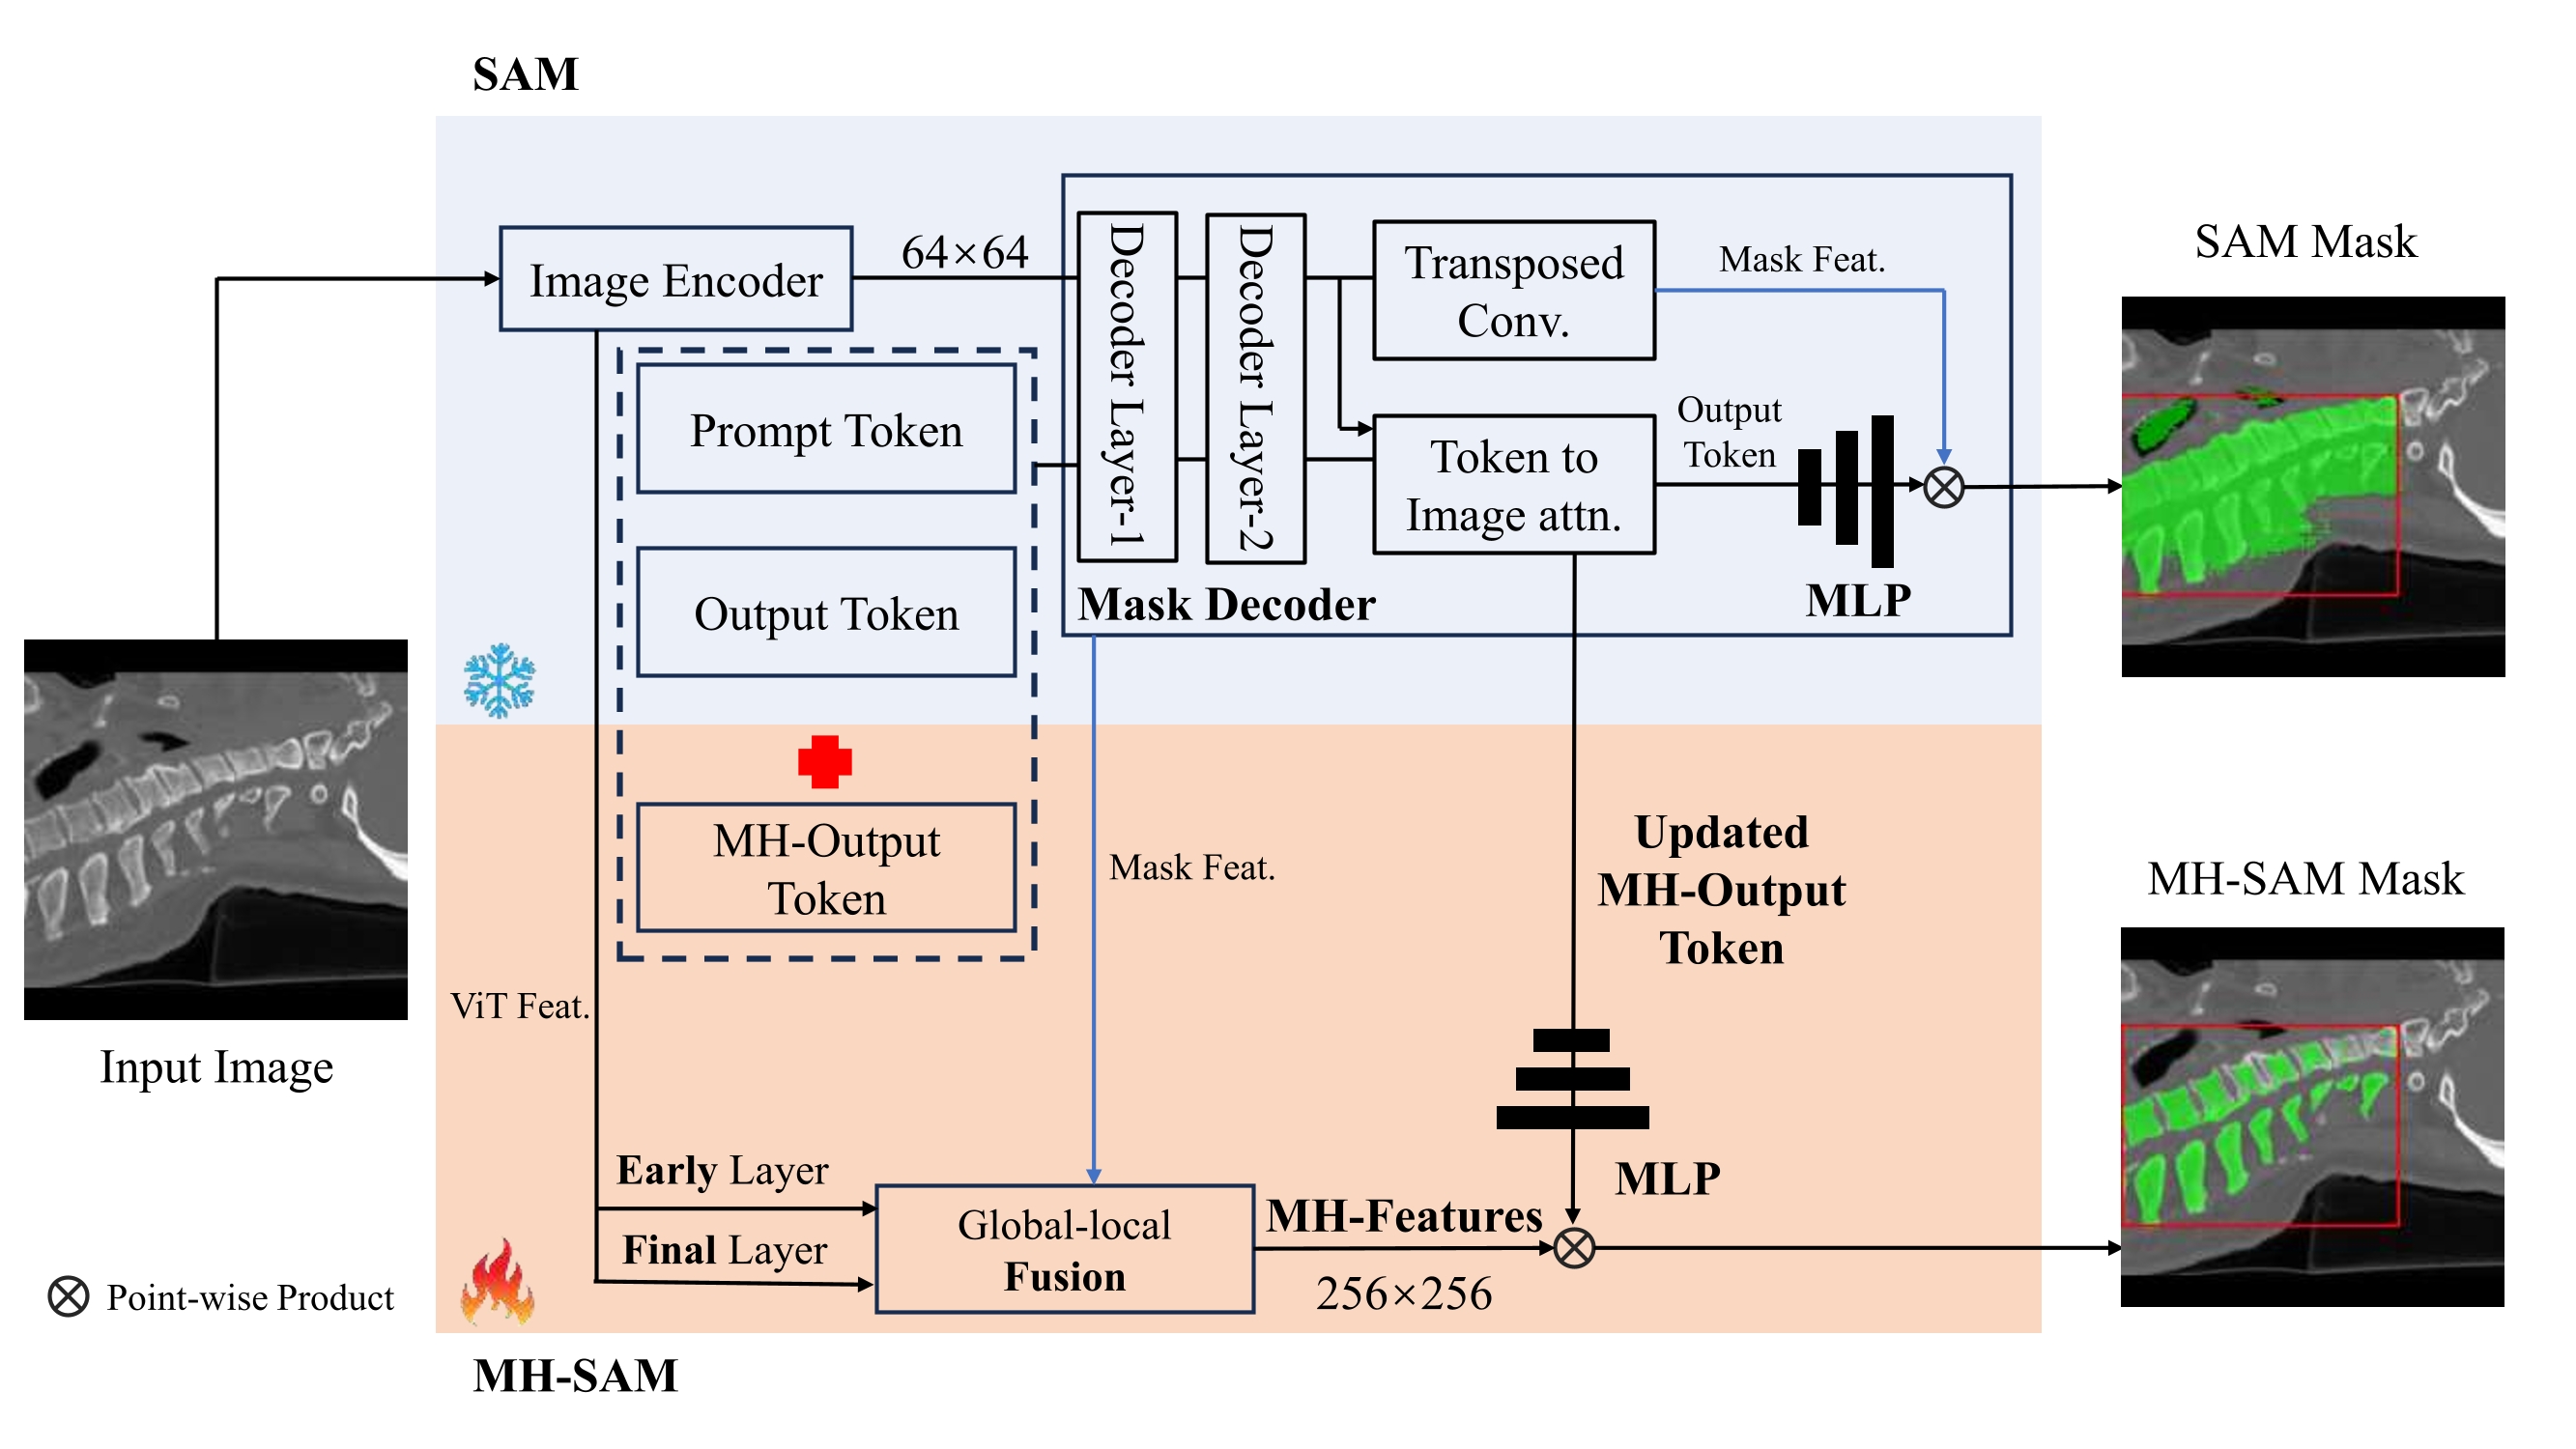 SAM
Image Encoder
64×64
Decoder Layer-1
Decoder Layer-2
Transposed
Conv.
Mask Feat.
SAM Mask
Prompt Token
Token to
Image attn.
Output
Token
Output Token
Mask Decoder
MLP
MH-Output
Token
Mask Feat.
Updated
MH-Output
Token
MH-SAM Mask
ViT Feat.
Input Image
Early Layer
Final Layer
Global-local
Fusion
MH-Features
256×256
MLP
Point-wise Product
MH-SAM